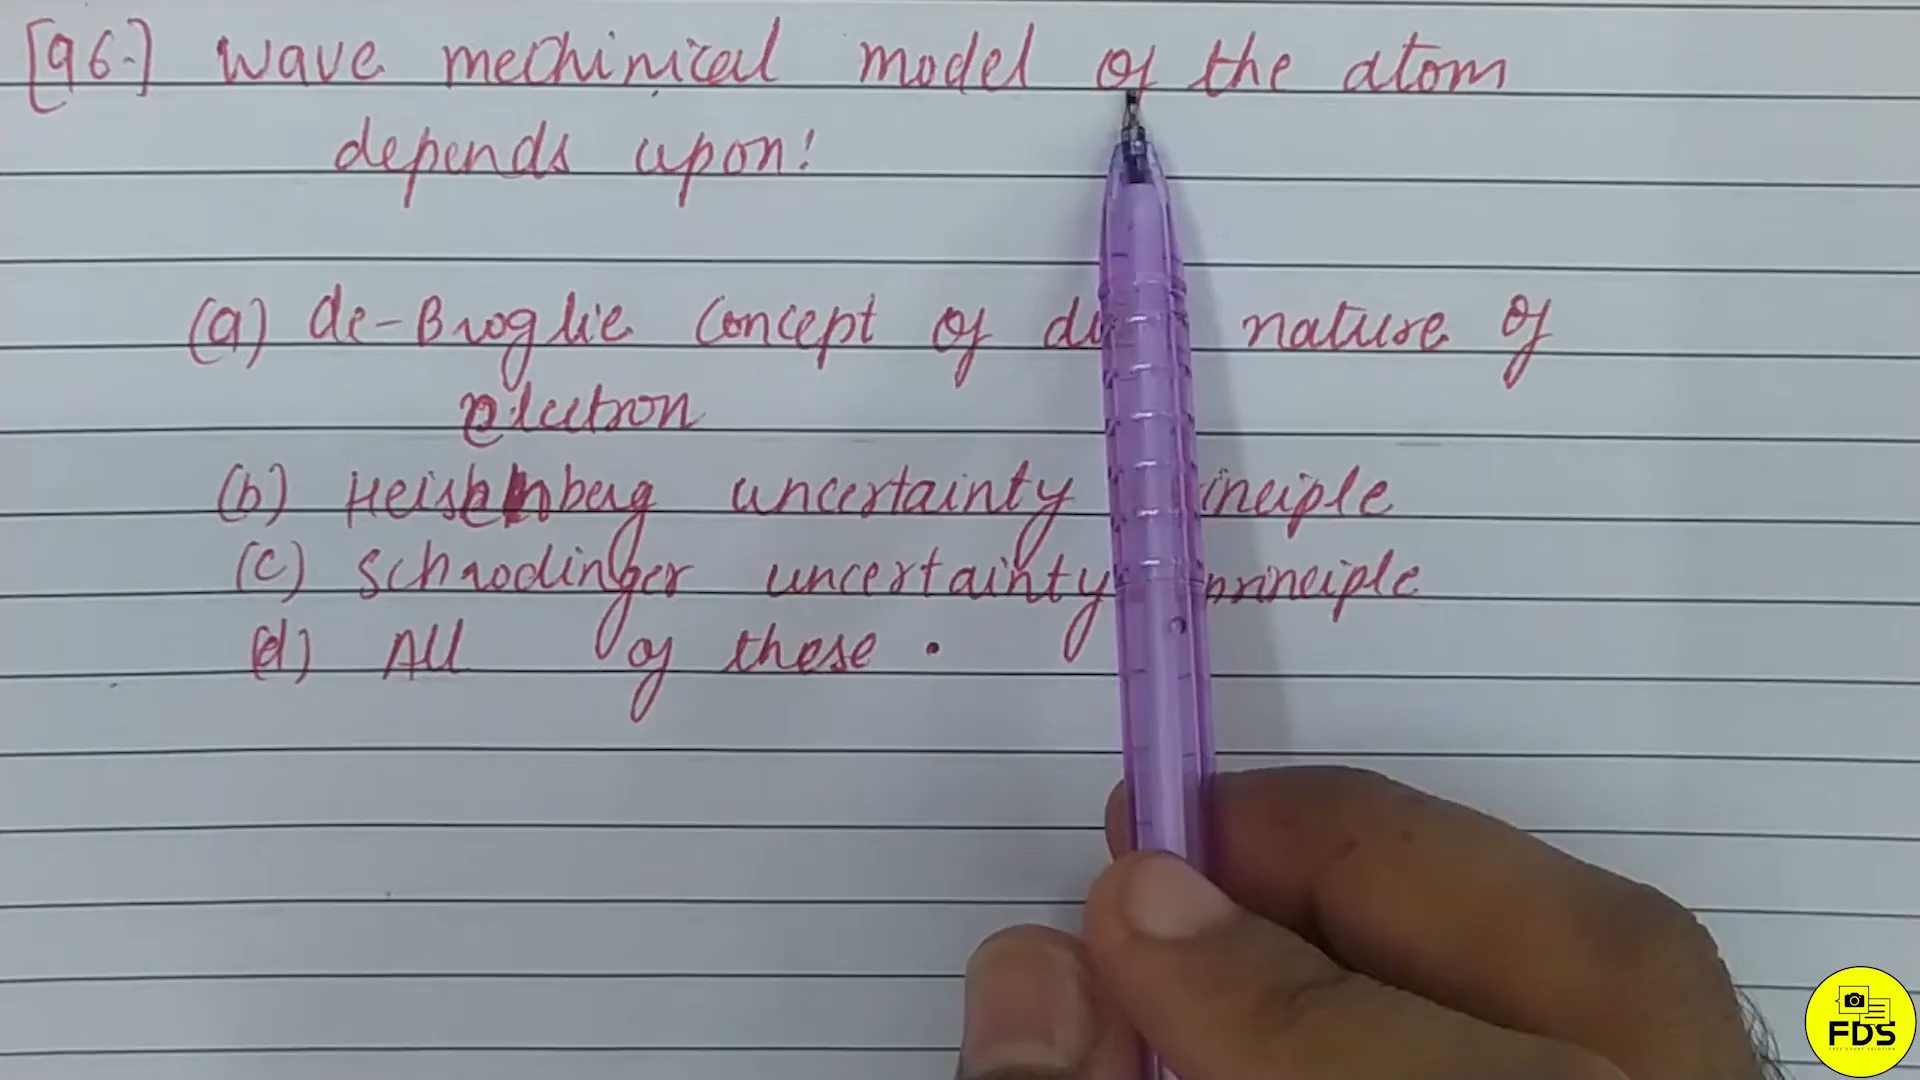 [96.] Wave mechinical model of the atom
depends upon:
(a) de-Broglie concept of nature of
electron
(b) Heisenberg uncertainty
(c) Schrodinger uncertainty principle
(d) All of these .
FDS